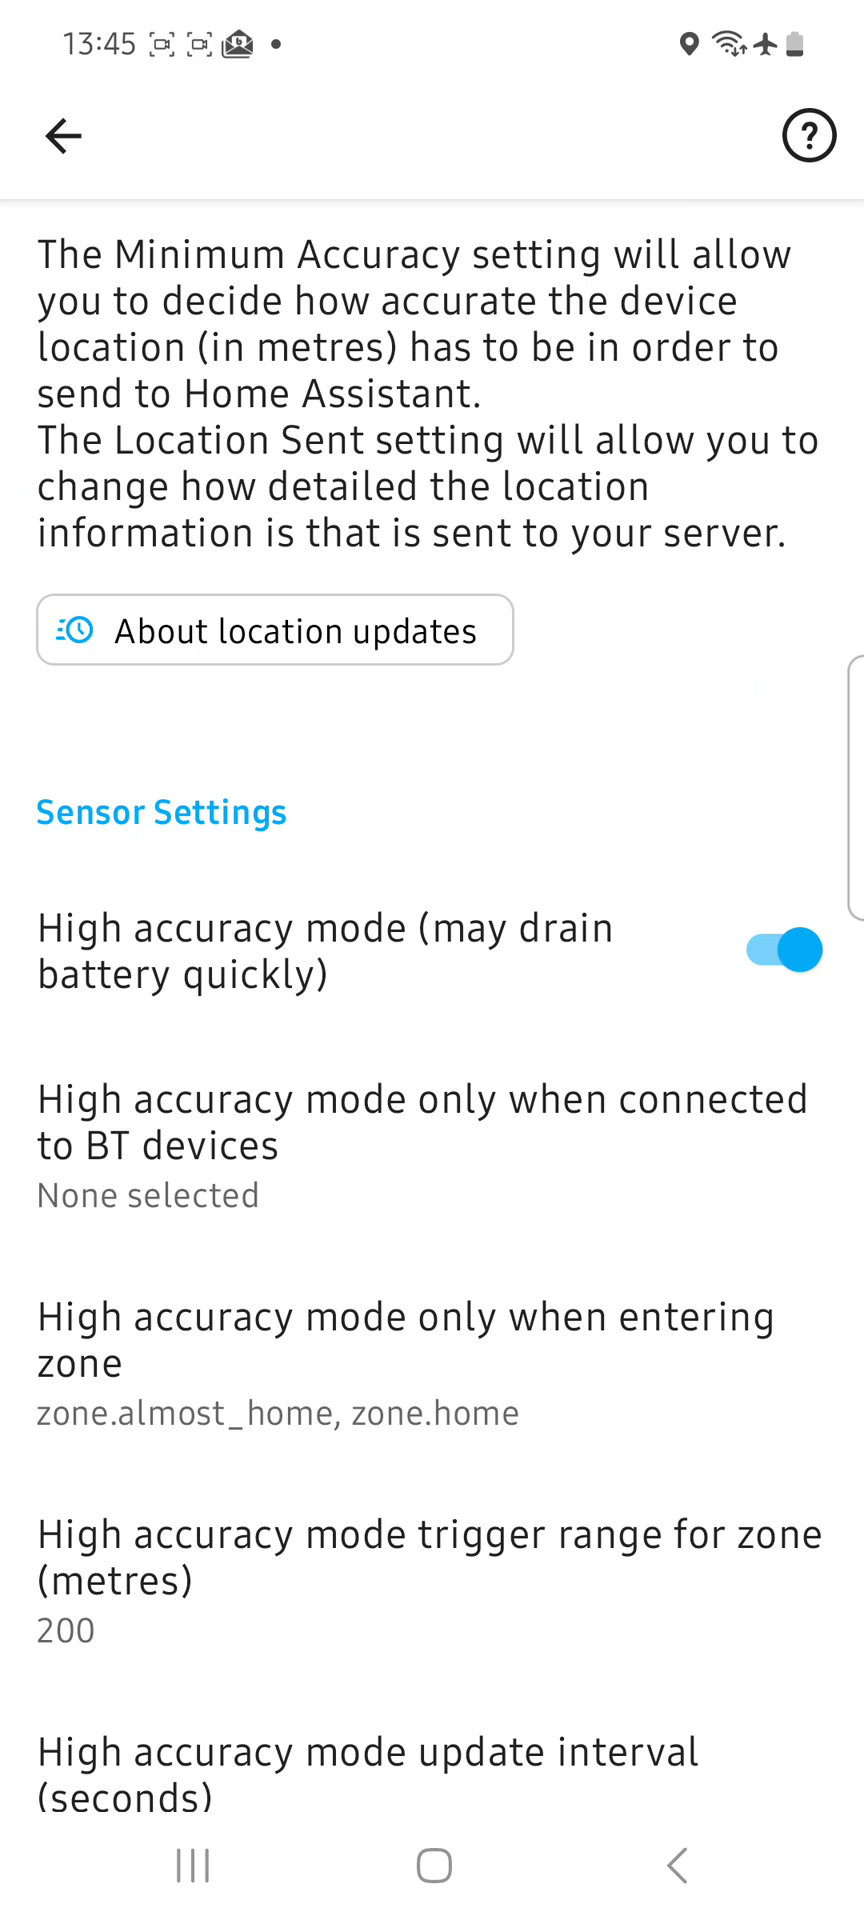 13:45
The Minimum Accuracy setting will allow
you to decide how accurate the device
location (in metres) has to be in order to
send to Home Assistant.
The Location Sent setting will allow you to
change how detailed the location
information is that is sent to your server.
About location updates
Sensor Settings
High accuracy mode (may drain
battery quickly)
High accuracy mode only when connected
to BT devices
None selected
High accuracy mode only when entering
zone
zone.almost_home, zone.home
High accuracy mode trigger range for zone
(metres)
200
High accuracy mode update interval
(seconds)